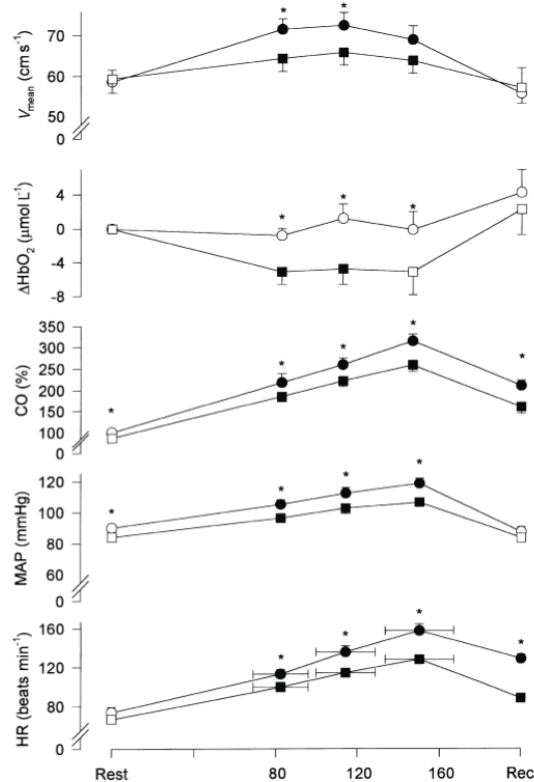 V mean (cm s⁻¹)
70
60
50
0
* *
ΔHbO₂ (μmol L⁻¹)
4
0
-4
-8
* * *
CO (%)
350
300
250
200
150
100
0
* * * * *
MAP (mmHg)
120
100
80
60
0
* * * *
HR (beats min⁻¹)
160
120
80
0
* * * *
Rest 80 120 160 Rec